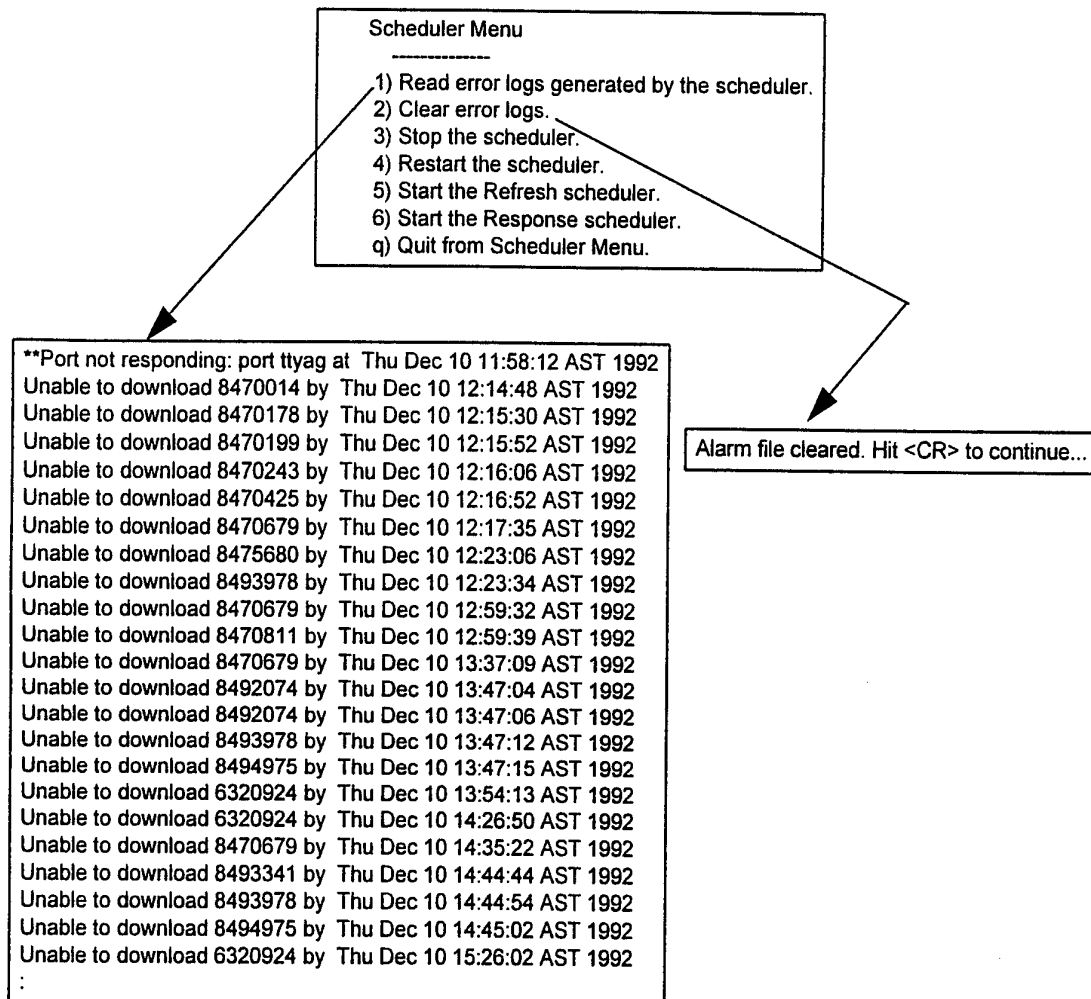 Scheduler Menu
--------------
1) Read error logs generated by the scheduler.
2) Clear error logs.
3) Stop the scheduler.
4) Restart the scheduler.
5) Start the Refresh scheduler.
6) Start the Response scheduler.
q) Quit from Scheduler Menu.
**Port not responding: port ttyag at Thu Dec 10 11:58:12 AST 1992
Unable to download 8470014 by Thu Dec 10 12:14:48 AST 1992
Unable to download 8470178 by Thu Dec 10 12:15:30 AST 1992
Unable to download 8470199 by Thu Dec 10 12:15:52 AST 1992
Unable to download 8470243 by Thu Dec 10 12:16:06 AST 1992
Unable to download 8470425 by Thu Dec 10 12:16:52 AST 1992
Unable to download 8470679 by Thu Dec 10 12:17:35 AST 1992
Unable to download 8475680 by Thu Dec 10 12:23:06 AST 1992
Unable to download 8493978 by Thu Dec 10 12:23:34 AST 1992
Unable to download 8470679 by Thu Dec 10 12:59:32 AST 1992
Unable to download 8470811 by Thu Dec 10 12:59:39 AST 1992
Unable to download 8470679 by Thu Dec 10 13:37:09 AST 1992
Unable to download 8492074 by Thu Dec 10 13:47:04 AST 1992
Unable to download 8492074 by Thu Dec 10 13:47:06 AST 1992
Unable to download 8493978 by Thu Dec 10 13:47:12 AST 1992
Unable to download 8494975 by Thu Dec 10 13:47:15 AST 1992
Unable to download 6320924 by Thu Dec 10 13:54:13 AST 1992
Unable to download 6320924 by Thu Dec 10 14:26:50 AST 1992
Unable to download 8470679 by Thu Dec 10 14:35:22 AST 1992
Unable to download 8493341 by Thu Dec 10 14:44:44 AST 1992
Unable to download 8493978 by Thu Dec 10 14:44:54 AST 1992
Unable to download 8494975 by Thu Dec 10 14:45:02 AST 1992
Unable to download 6320924 by Thu Dec 10 15:26:02 AST 1992
:
Alarm file cleared. Hit <CR> to continue...